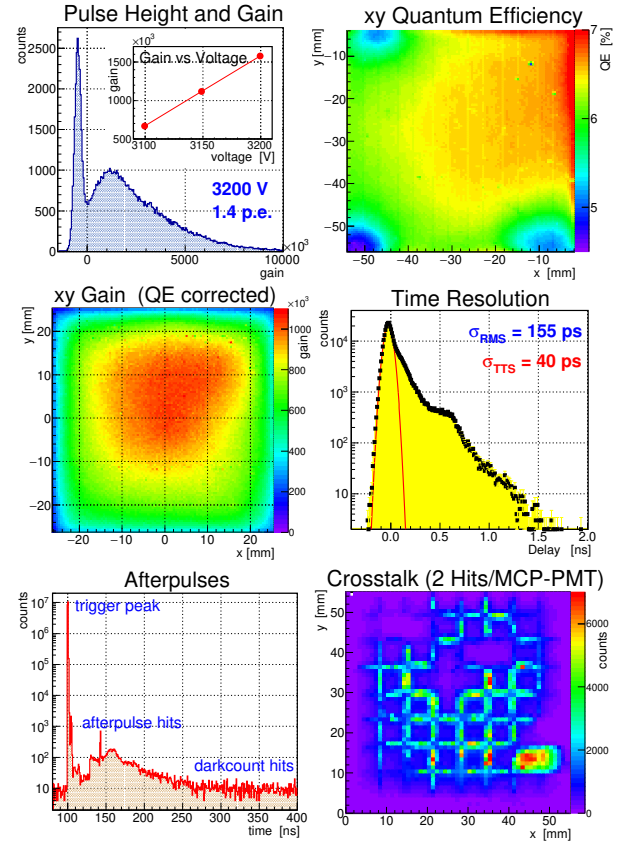 Pulse Height and Gain
counts
2500
2000
1500
1000
500
0
0
5000
10000
×10³
gain
×10³
Gain vs Voltage
gain
1500
1000
500
3100
3150
3200
voltage [V]
3200 V
1.4 p.e.
xy Quantum Efficiency
y [mm]
0
−10
−20
−30
−40
−50
−50
−40
−30
−20
−10
0
x [mm]
7
6
5
QE [%]
xy Gain (QE corrected)
y [mm]
20
10
0
−10
−20
−20
−10
0
10
20
x [mm]
×10³
1000
800
600
400
200
0
gain
Time Resolution
counts
10⁴
10³
10²
10
σRMS = 155 ps
σTTS = 40 ps
0.0
0.5
1.0
1.5
2.0
Delay [ns]
Afterpulses
counts
10⁷
10⁶
10⁵
10⁴
10³
10²
10
trigger peak
afterpulse hits
darkcount hits
100
150
200
250
300
350
400
time [ns]
Crosstalk (2 Hits/MCP-PMT)
y [mm]
50
40
30
20
10
0
0
10
20
30
40
50
x [mm]
6000
4000
2000
0
counts